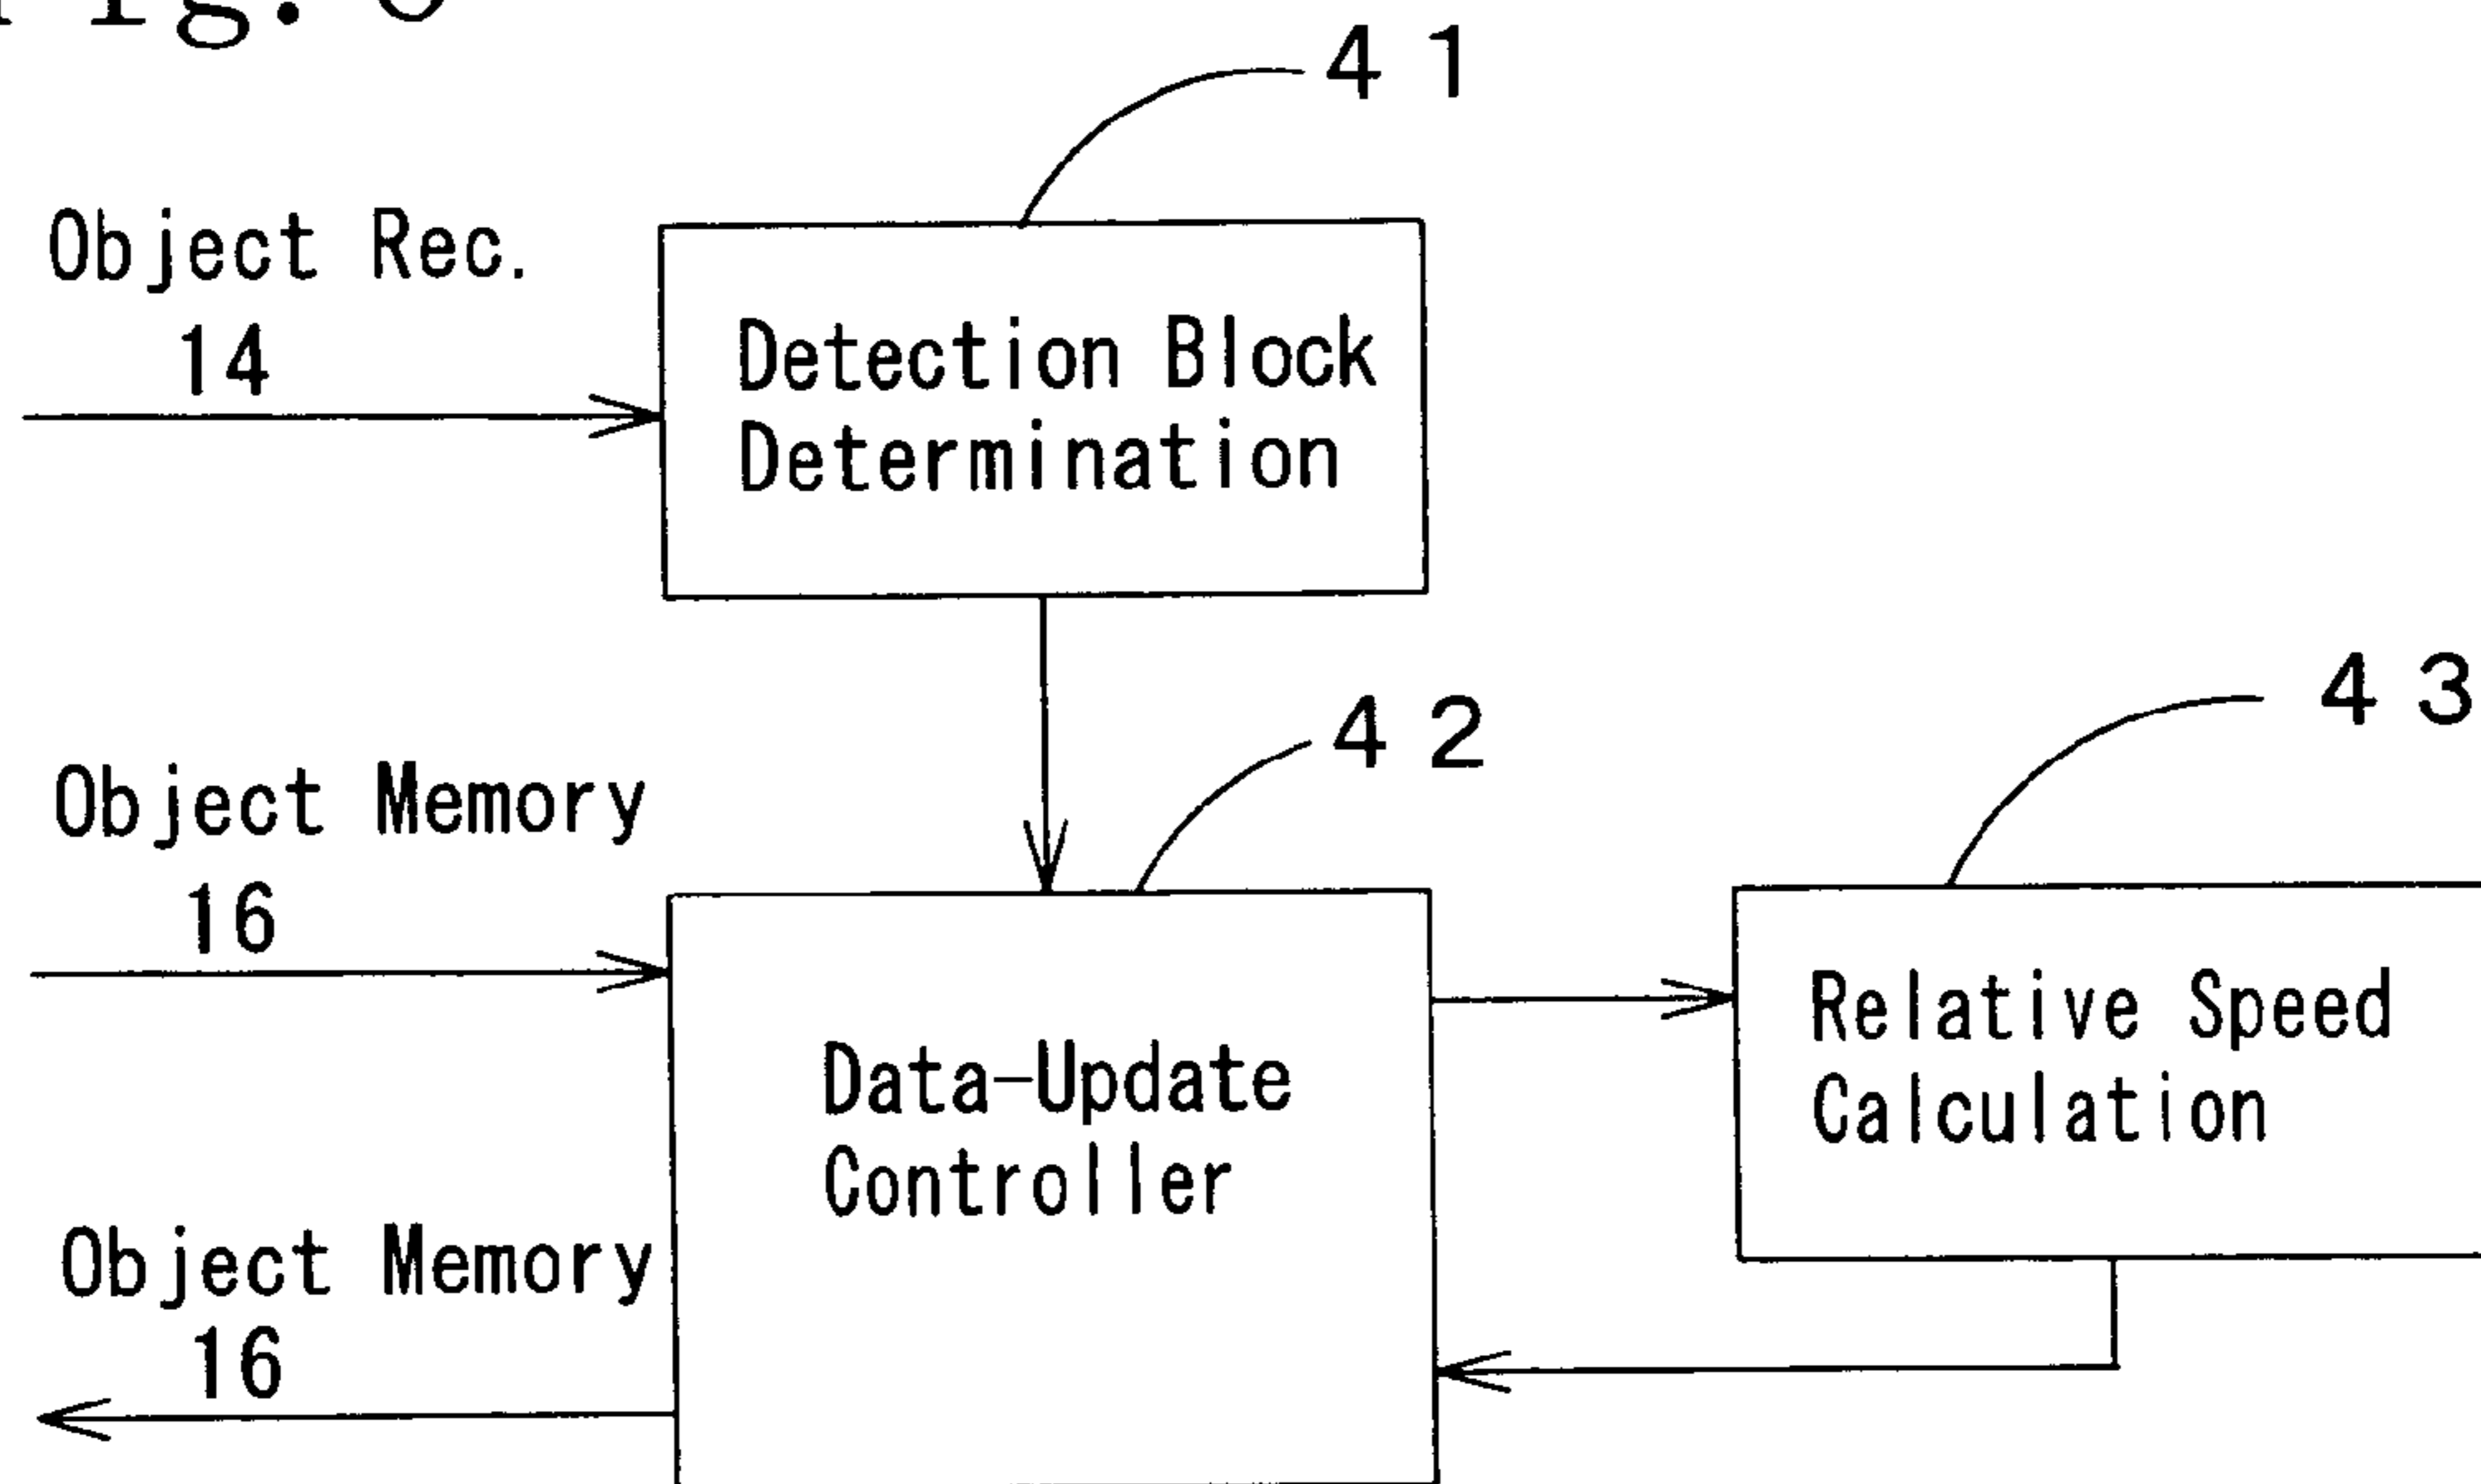 41
Object Rec.
14
Detection Block
Determination
42
43
Object Memory
16
Data-Update
Controller
Relative Speed
Calculation
Object Memory
16